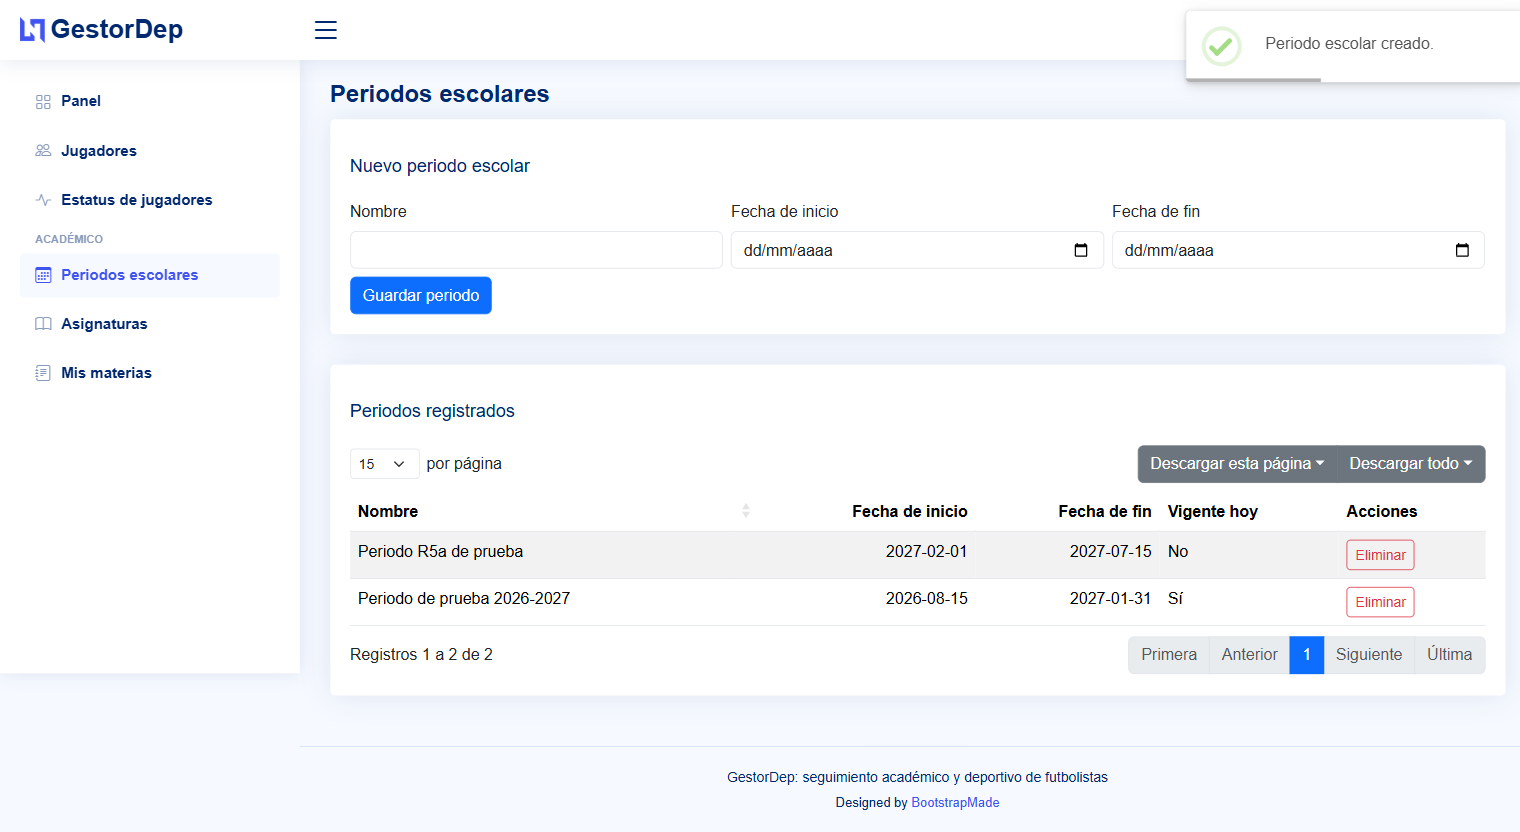 GestorDep
Periodo escolar creado.
Panel
Jugadores
Estatus de jugadores
ACADÉMICO
Periodos escolares
Asignaturas
Mis materias
Periodos escolares
Nuevo periodo escolar
Nombre Fecha de inicio Fecha de fin
dd/mm/aaaa dd/mm/aaaa
Guardar periodo
Periodos registrados
15 por página Descargar esta página Descargar todo
Nombre Fecha de inicio Fecha de fin Vigente hoy Acciones
Periodo R5a de prueba 2027-02-01 2027-07-15 No Eliminar
Periodo de prueba 2026-2027 2026-08-15 2027-01-31 Sí Eliminar
Registros 1 a 2 de 2 Primera Anterior 1 Siguiente Última
GestorDep: seguimiento académico y deportivo de futbolistas
Designed by BootstrapMade